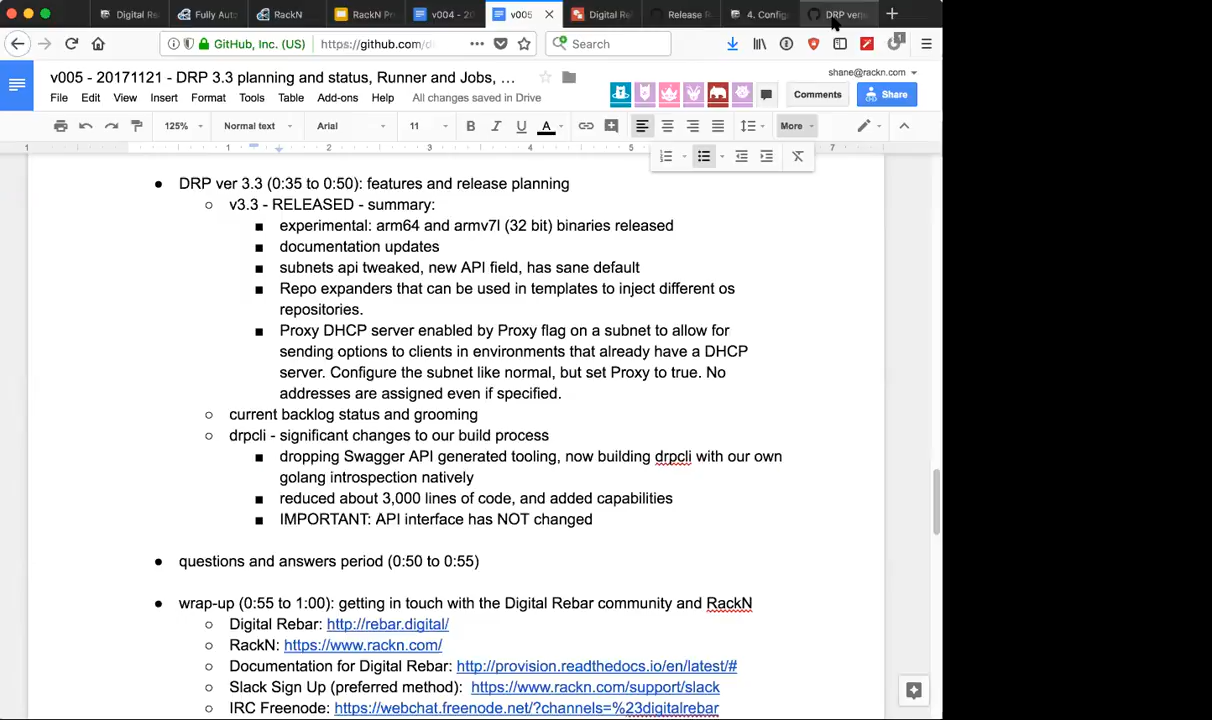 Digital Re
Fully Auto
RackN
RackN P
v004 - 20
v005
Digital Re
Release R
4. Config
DRP vers
GitHub, Inc. (US)
https://github.com/d
Search
v005 - 20171121 - DRP 3.3 planning and status, Runner and Jobs, ...
shane@rackn.com
File Edit View Insert Format Tools Table Add-ons Help All changes saved in Drive
Comments
Share
125% Normal text Arial 11 B I U A More
1 1 2 3 4 5 7
DRP ver 3.3 (0:35 to 0:50): features and release planning
v3.3 - RELEASED - summary:
experimental: arm64 and armv7l (32 bit) binaries released
documentation updates
subnets api tweaked, new API field, has sane default
Repo expanders that can be used in templates to inject different os
repositories.
Proxy DHCP server enabled by Proxy flag on a subnet to allow for
sending options to clients in environments that already have a DHCP
server. Configure the subnet like normal, but set Proxy to true. No
addresses are assigned even if specified.
current backlog status and grooming
drpcli - significant changes to our build process
dropping Swagger API generated tooling, now building drpcli with our own
golang introspection natively
reduced about 3,000 lines of code, and added capabilities
IMPORTANT: API interface has NOT changed
questions and answers period (0:50 to 0:55)
wrap-up (0:55 to 1:00): getting in touch with the Digital Rebar community and RackN
Digital Rebar: http://rebar.digital/
RackN: https://www.rackn.com/
Documentation for Digital Rebar: http://provision.readthedocs.io/en/latest/#
Slack Sign Up (preferred method): https://www.rackn.com/support/slack
IRC Freenode: https://webchat.freenode.net/?channels=%23digitalrebar